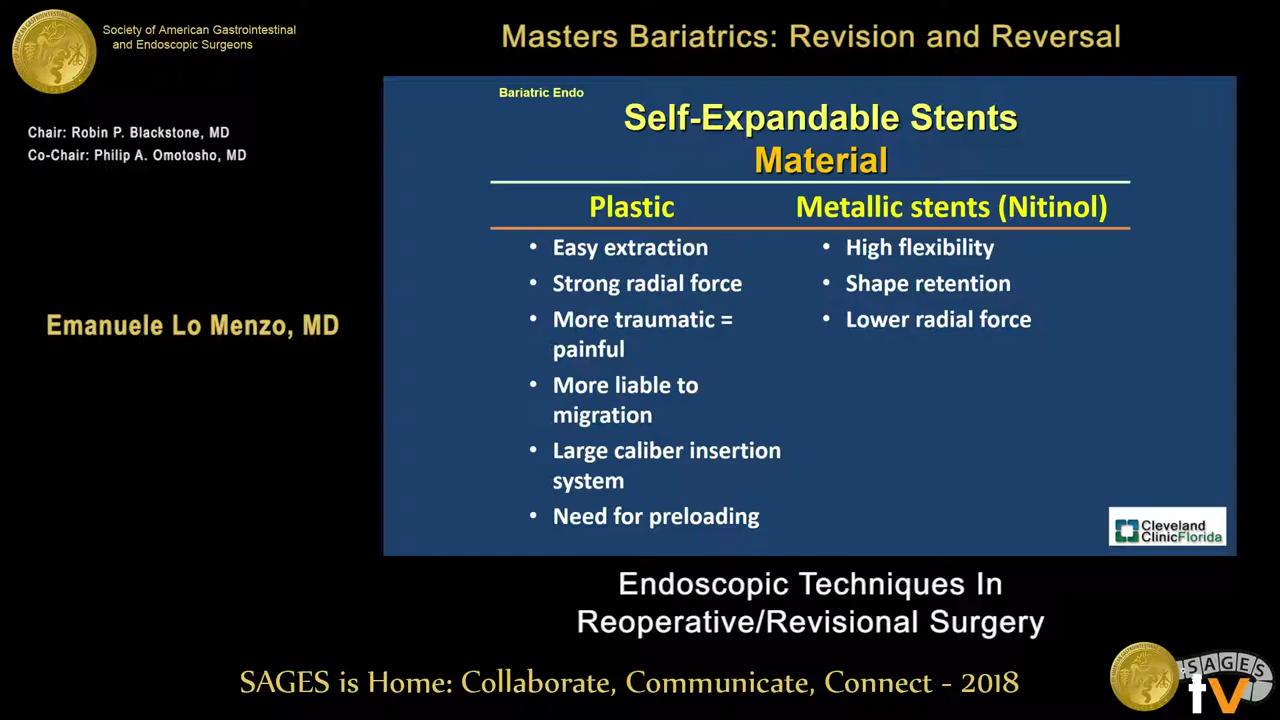 Society of American Gastrointestinal
and Endoscopic Surgeons
Masters Bariatrics: Revision and Reversal
Chair: Robin P. Blackstone, MD
Co-Chair: Philip A. Omotosho, MD
Emanuele Lo Menzo, MD
Bariatric Endo
Self-Expandable Stents
Material
Plastic
• Easy extraction
• Strong radial force
• More traumatic =
painful
• More liable to
migration
• Large caliber insertion
system
• Need for preloading
Metallic stents (Nitinol)
• High flexibility
• Shape retention
• Lower radial force
Cleveland
ClinicFlorida
Endoscopic Techniques In
Reoperative/Revisional Surgery
SAGES is Home: Collaborate, Communicate, Connect - 2018
SAGES
tv